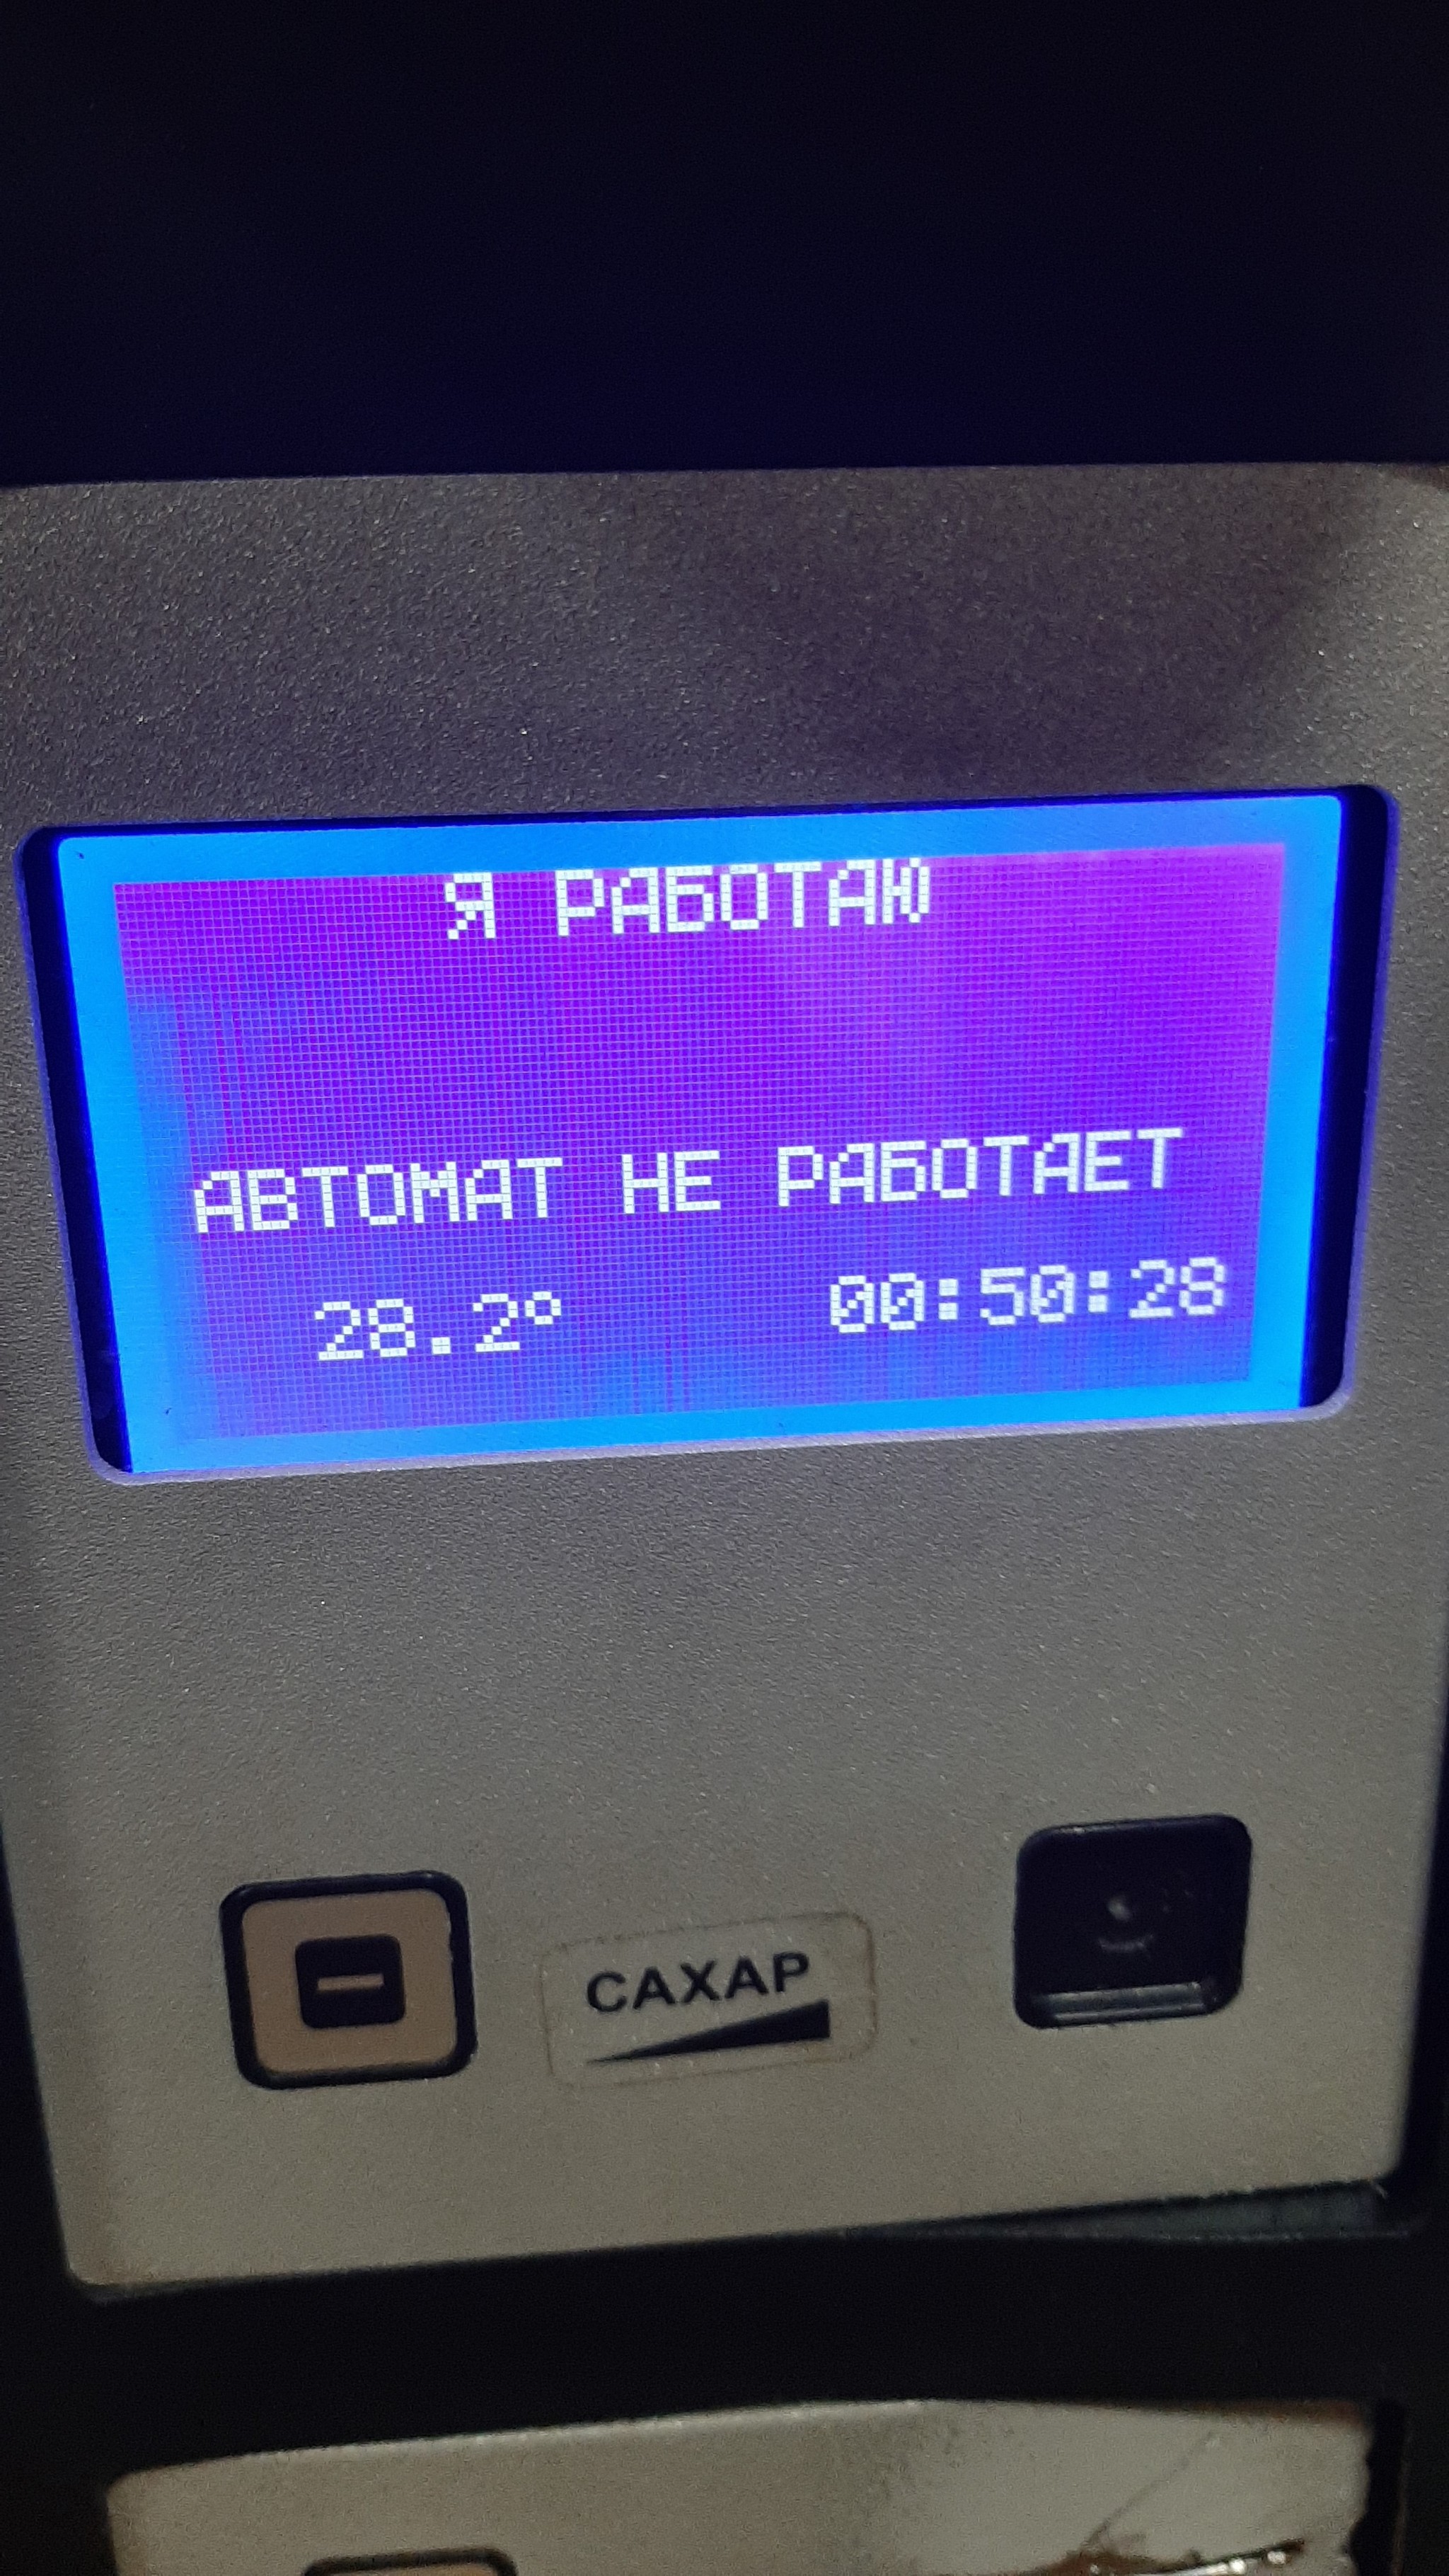 Я РАБОТАЮ
АВТОМАТ НЕ РАБОТАЕТ
28.2° 00:50:28
САХАР